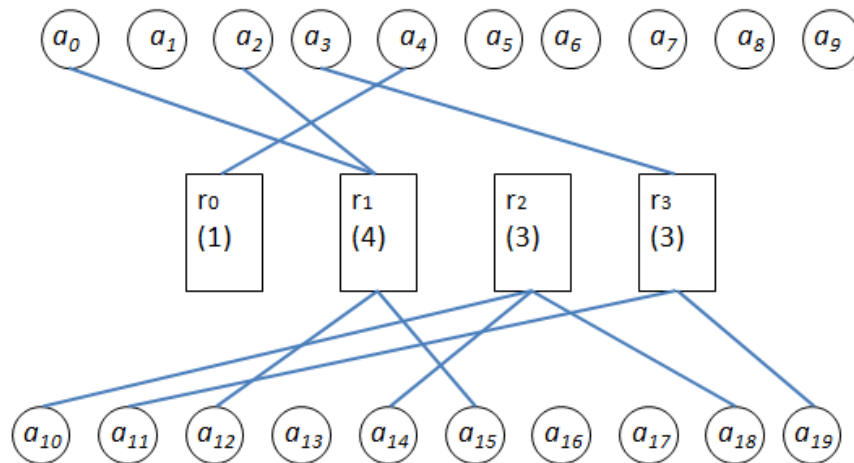 a0 a1 a2 a3 a4 a5 a6 a7 a8 a9
r0 r1 r2 r3
(1) (4) (3) (3)
a10 a11 a12 a13 a14 a15 a16 a17 a18 a19